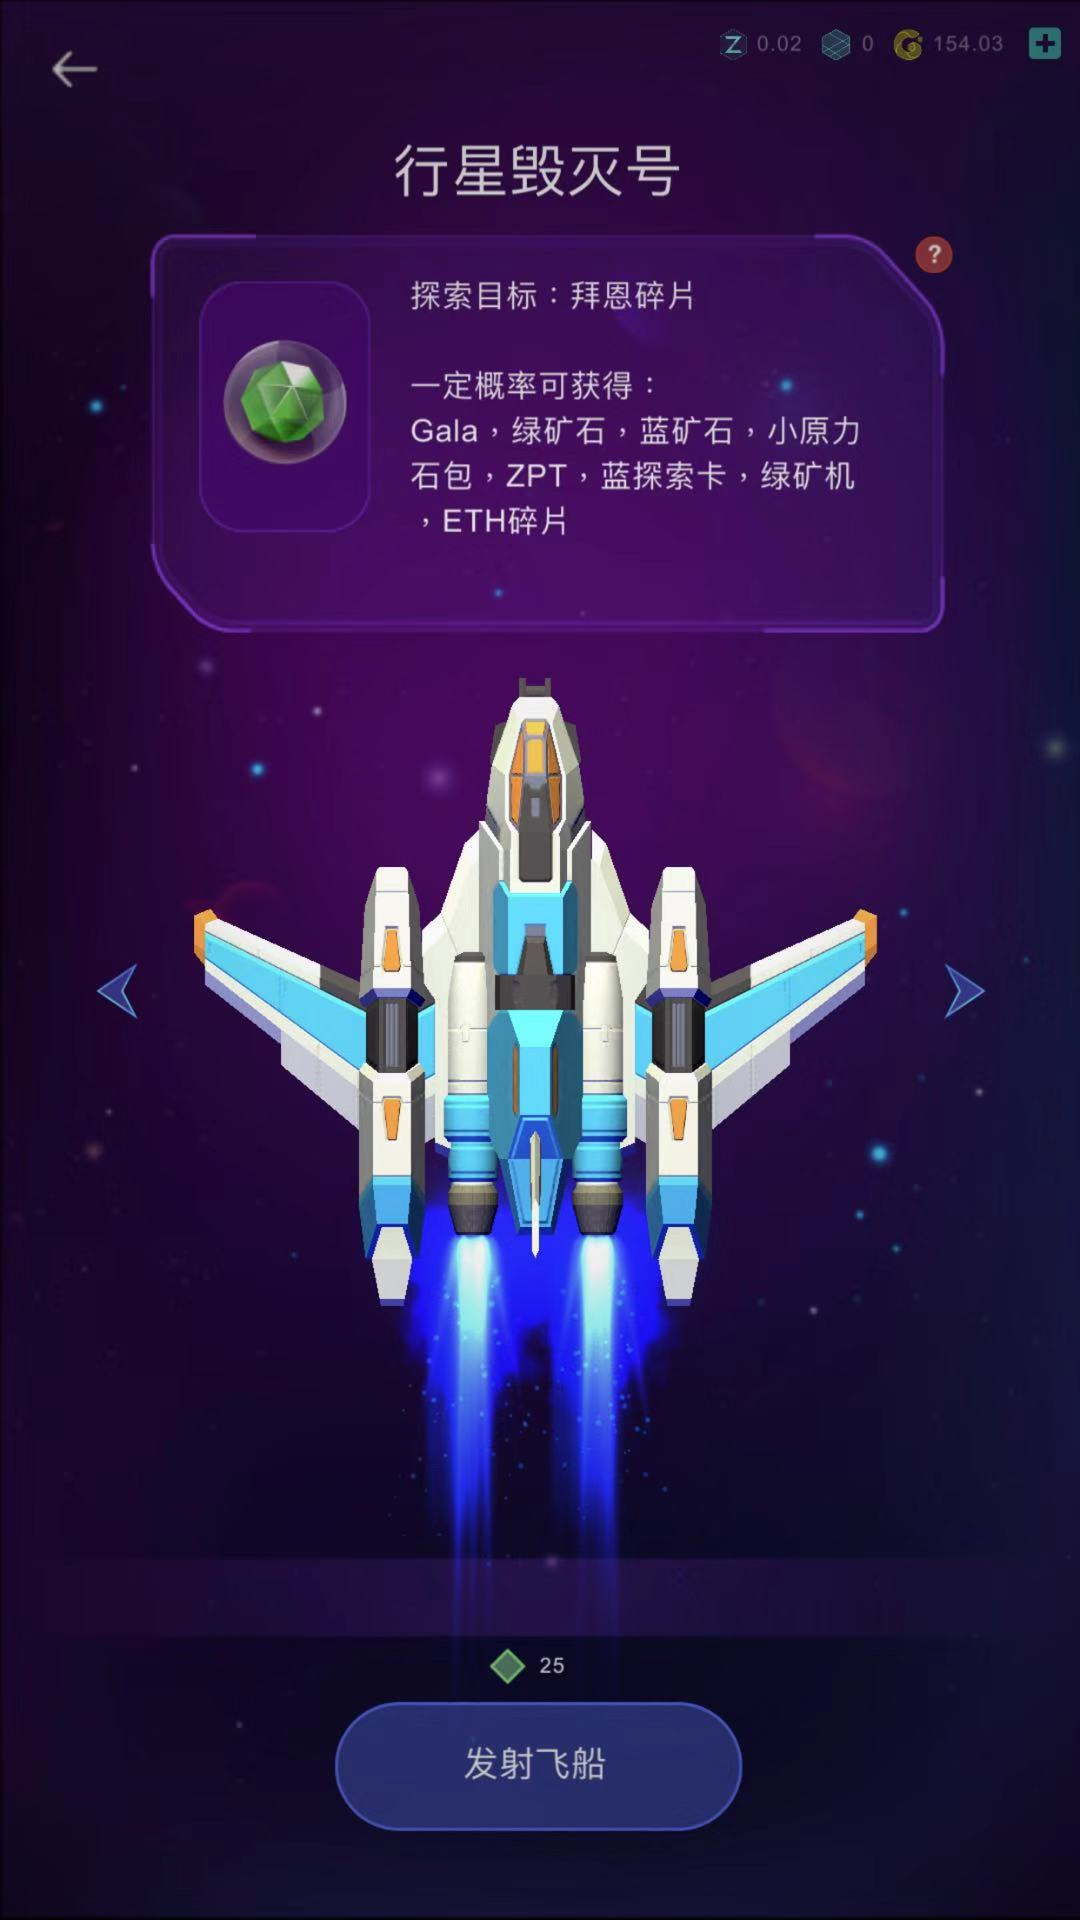 Z 0.02 0 154.03
行星毁灭号
?
探索目标：拜恩碎片
一定概率可获得：
Gala，绿矿石，蓝矿石，小原力
石包，ZPT，蓝探索卡，绿矿机
，ETH碎片
25
发射飞船